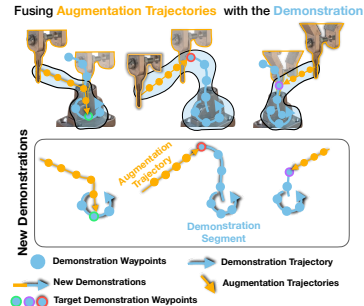 Fusing Augmentation Trajectories with the Demonstration
New Demonstrations
Augmentation
Trajectory
Demonstration
Segment
Demonstration Waypoints
Demonstration Trajectory
New Demonstrations
Augmentation Trajectories
Target Demonstration Waypoints